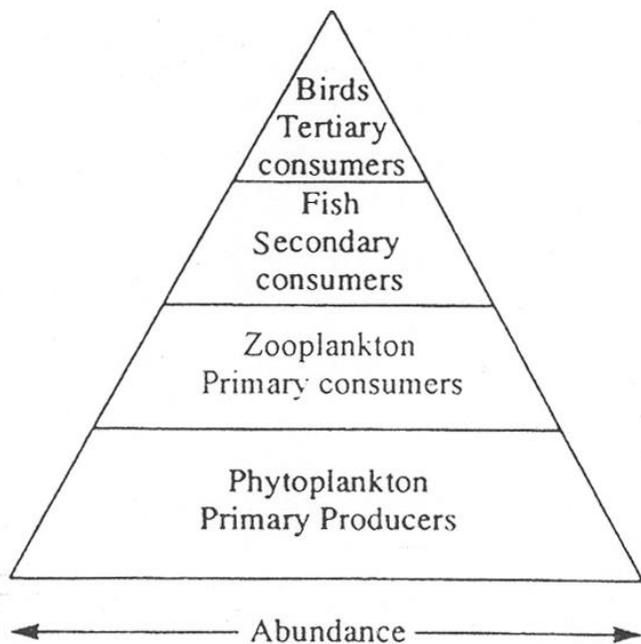 Birds
Tertiary
consumers
Fish
Secondary
consumers
Zooplankton
Primary consumers
Phytoplankton
Primary Producers
Abundance